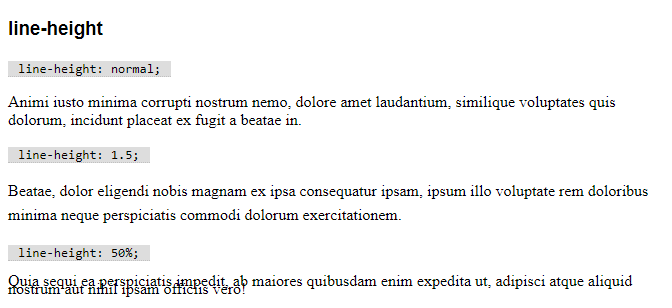 line-height
line-height: normal;
Animi iusto minima corrupti nostrum nemo, dolore amet laudantium, similique voluptates quis
dolorum, incidunt placeat ex fugit a beatae in.
line-height: 1.5;
Beatae, dolor eligendi nobis magnam ex ipsa consequatur ipsam, ipsum illo voluptate rem doloribus
minima neque perspiciatis commodi dolorum exercitationem.
line-height: 50%;
Quia sequi ea perspiciatis impedit, ab maiores quibusdam enim expedita ut, adipisci atque aliquid
nostrum aut nihil ipsam officiis vero!